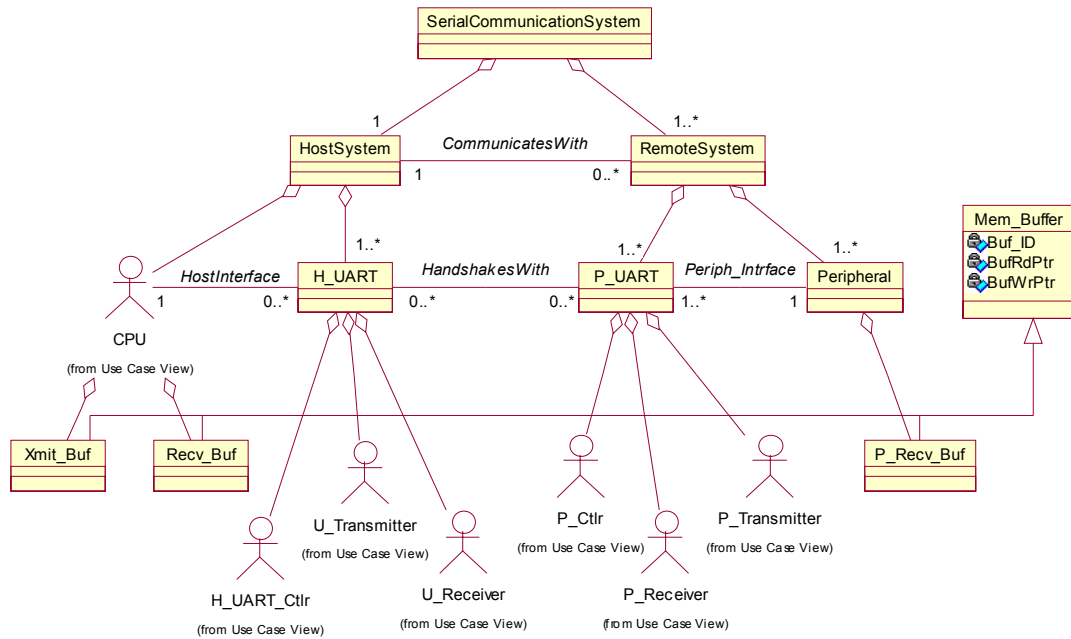 SerialCommunicationSystem
1
1..*
HostSystem
CommunicatesWith
RemoteSystem
1
0..*
Mem_Buffer
Buf_ID
BufRdPtr
BufWrPtr
1..*
1..*
1..*
HostInterface
H_UART
HandshakesWith
P_UART
Periph_Intrface
Peripheral
1
0..*
0..*
0..*
1..*
1
CPU
(from Use Case View)
Xmit_Buf
Recv_Buf
P_Recv_Buf
U_Transmitter
(from Use Case View)
P_Ctlr
(from Use Case View)
P_Transmitter
(from Use Case View)
H_UART_Ctlr
(from Use Case View)
U_Receiver
(from Use Case View)
P_Receiver
(from Use Case View)